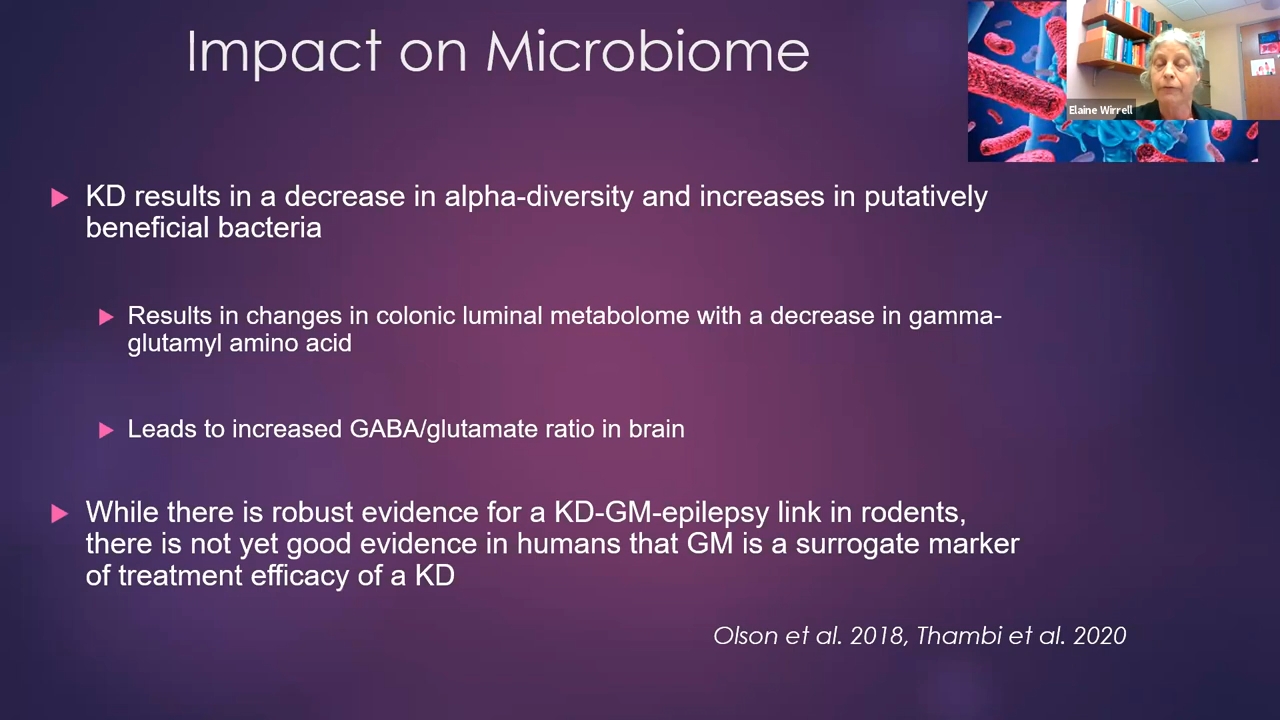 Impact on Microbiome
Elaine Wirrell
KD results in a decrease in alpha-diversity and increases in putatively
beneficial bacteria
Results in changes in colonic luminal metabolome with a decrease in gamma-
glutamyl amino acid
Leads to increased GABA/glutamate ratio in brain
While there is robust evidence for a KD-GM-epilepsy link in rodents,
there is not yet good evidence in humans that GM is a surrogate marker
of treatment efficacy of a KD
Olson et al. 2018, Thambi et al. 2020